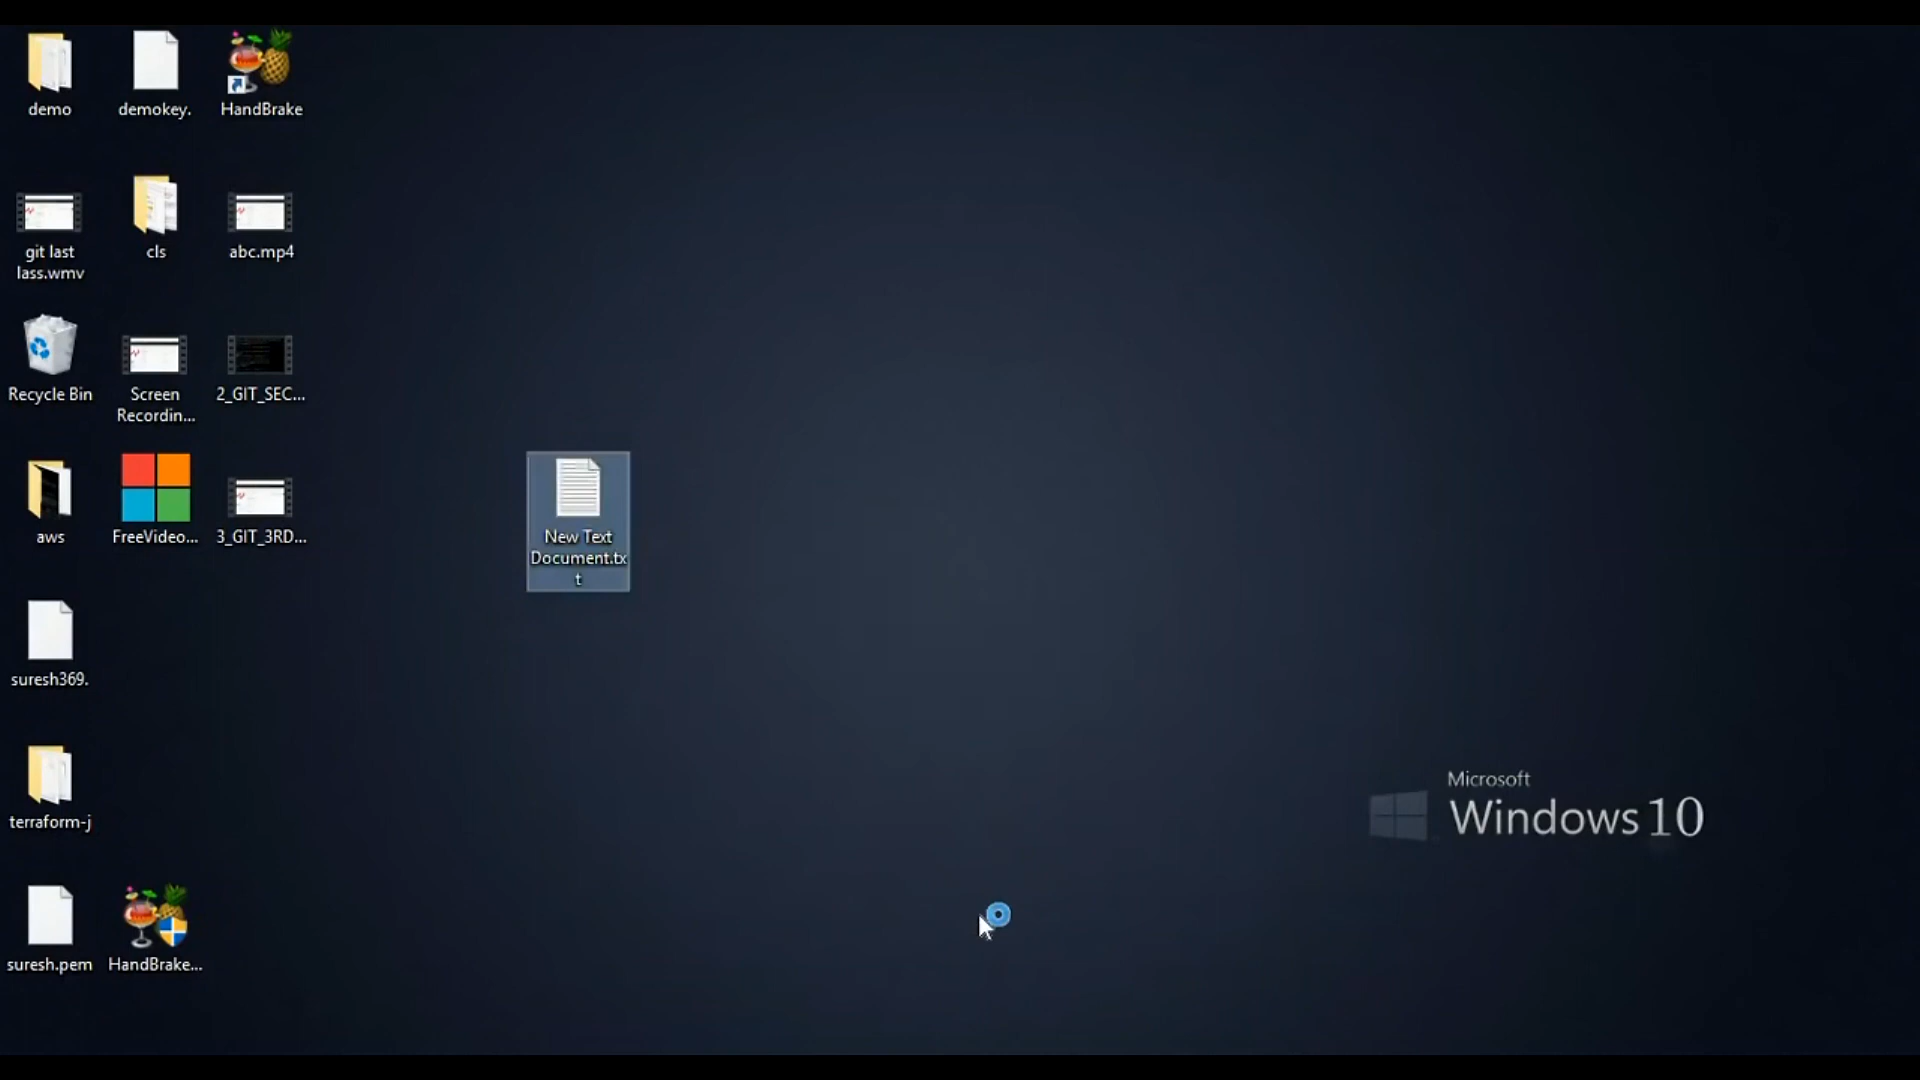 demo
demokey.
HandBrake
git last
lass.wmv
cls
abc.mp4
Recycle Bin
Screen
Recordin...
2_GIT_SEC...
aws
FreeVideo...
3_GIT_3RD...
New Text
Document.tx
t
suresh369.
terraform-j
Microsoft
Windows 10
suresh.pem
HandBrake...